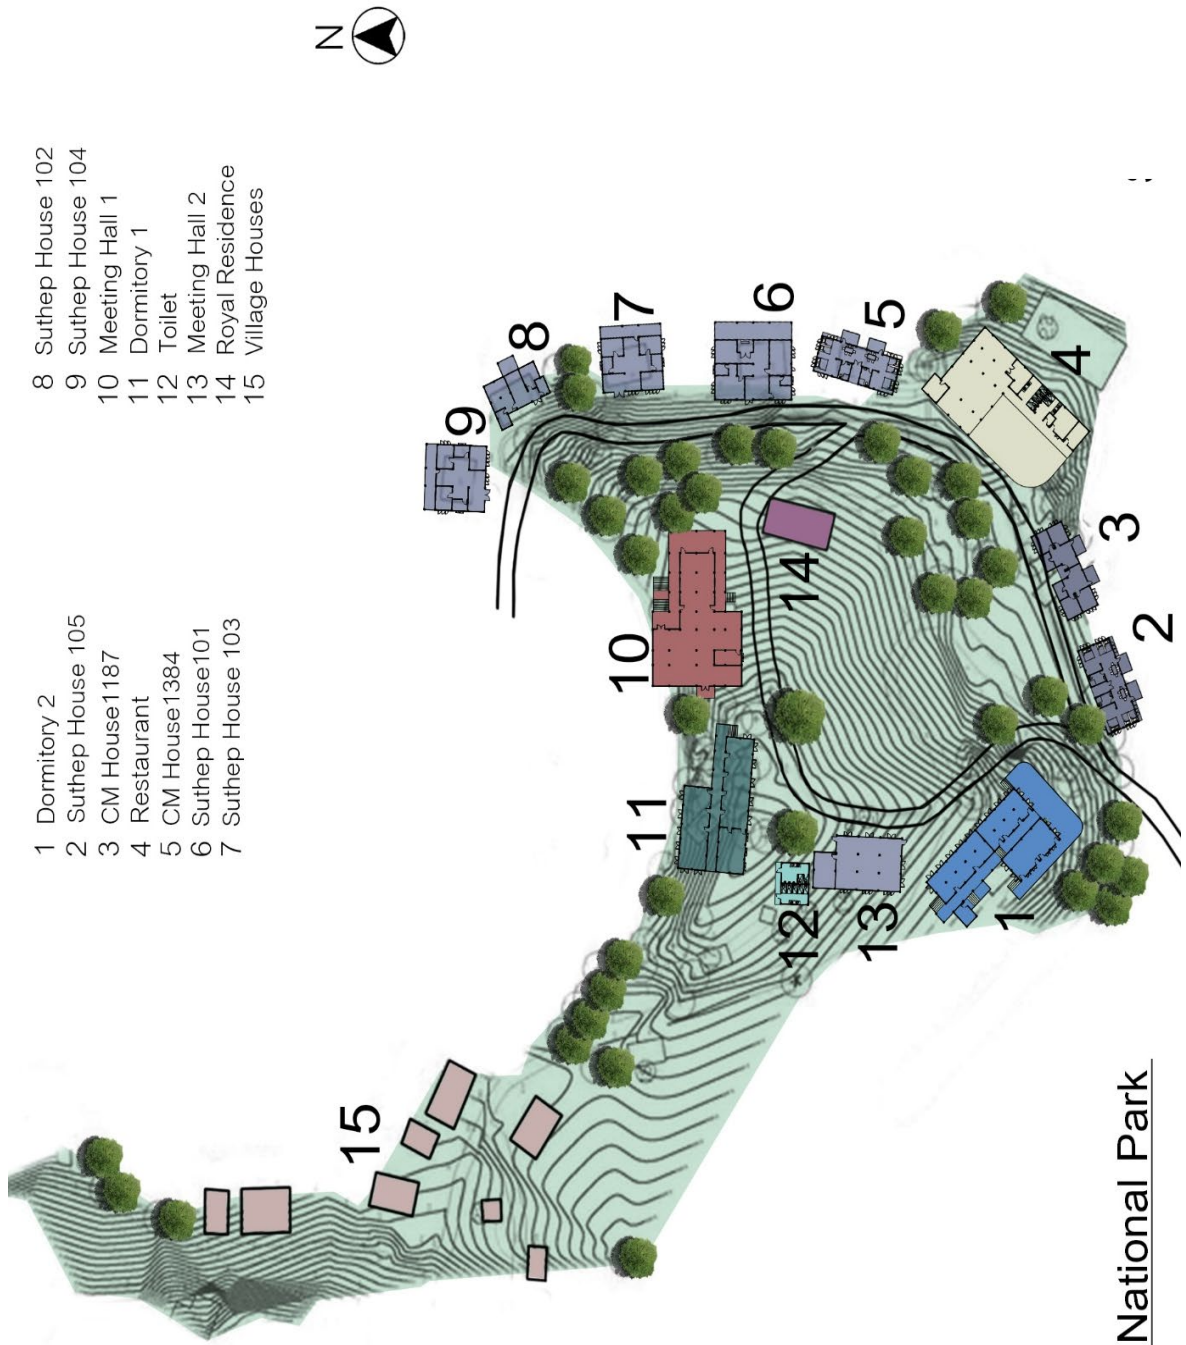 1 Dormitory 2
2 Suthep House 105
3 CM House1187
4 Restaurant
5 CM House1384
6 Suthep House101
7 Suthep House 103
8 Suthep House 102
9 Suthep House 104
10 Meeting Hall 1
11 Dormitory 1
12 Toilet
13 Meeting Hall 2
14 Royal Residence
15 Village Houses
N
15
9
8
10
7
11
6
12
14
13
5
1
4
3
2
National Park